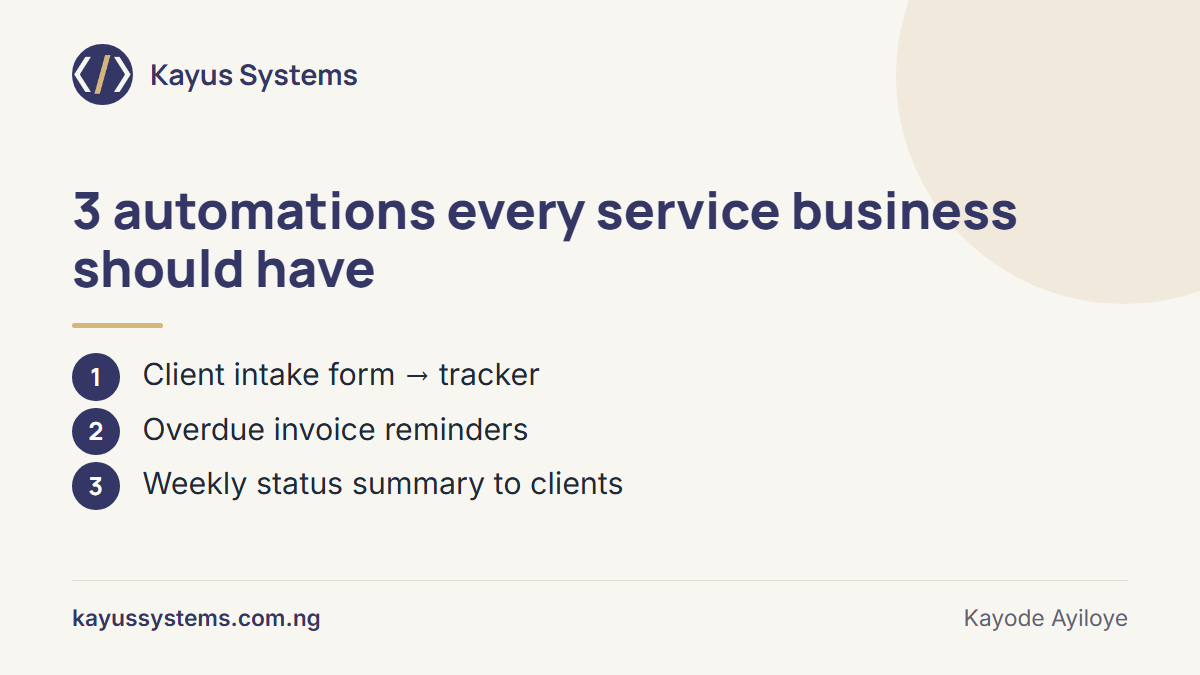 </> Kayus Systems
3 automations every service business
should have
1 Client intake form → tracker
2 Overdue invoice reminders
3 Weekly status summary to clients
kayussystems.com.ng
Kayode Ayiloye